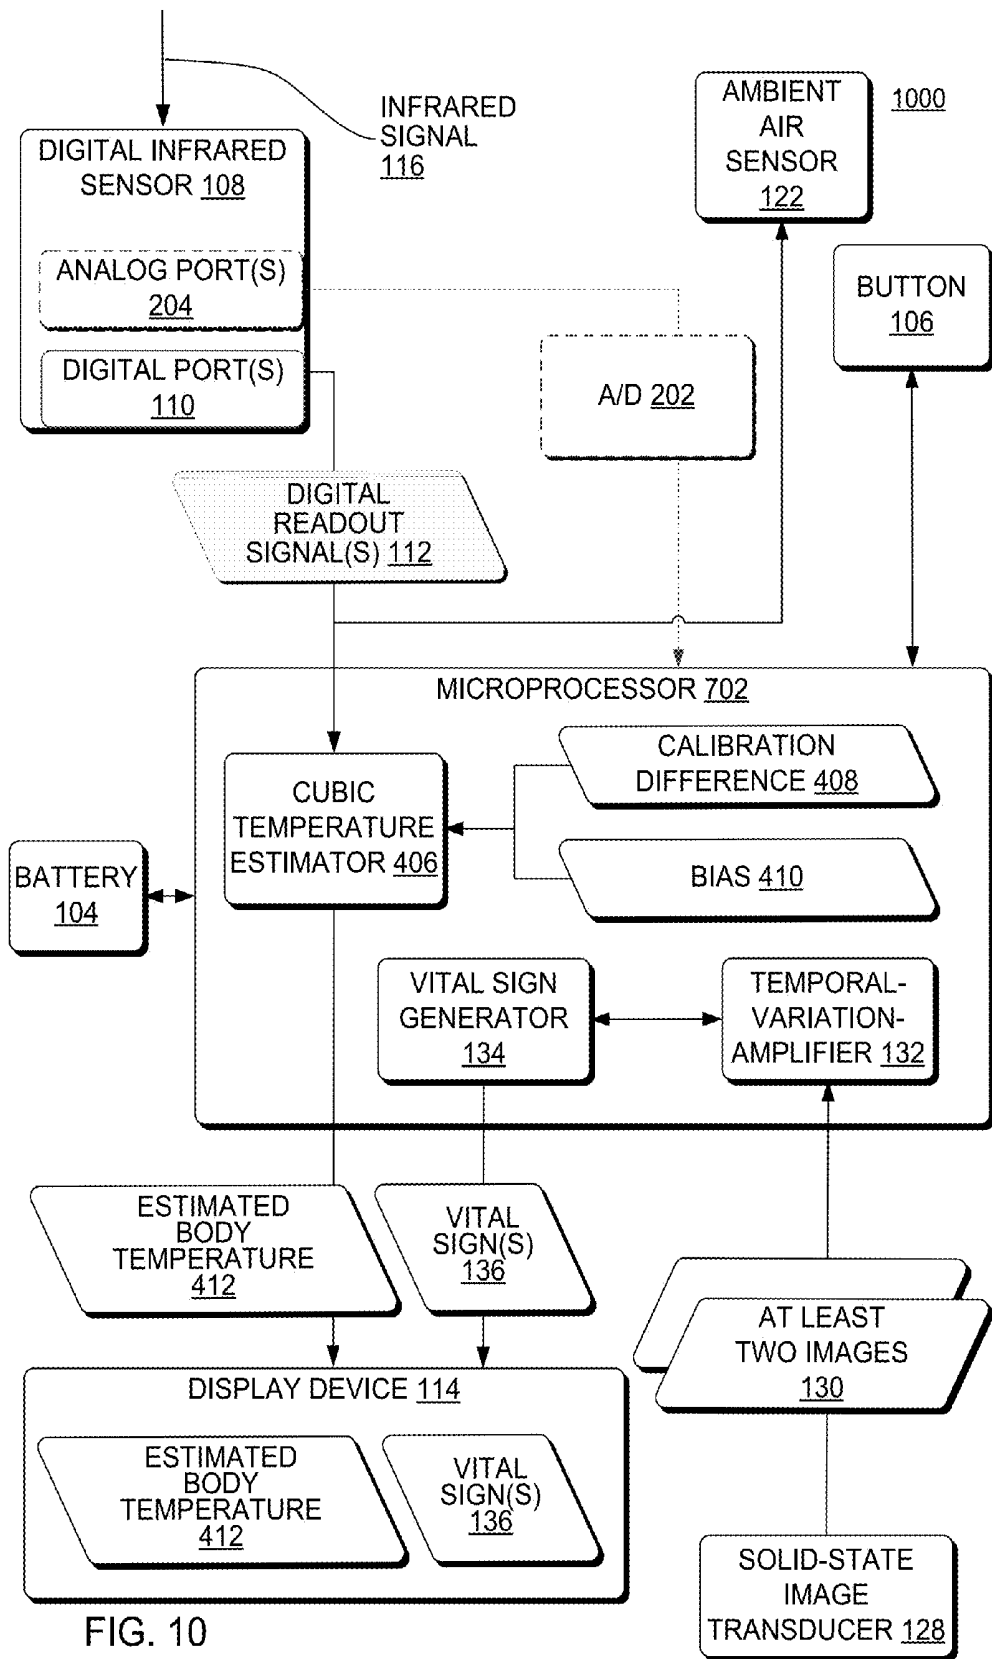 INFRARED
SIGNAL
116
AMBIENT
AIR
SENSOR
122
1000
DIGITAL INFRARED
SENSOR 108
ANALOG PORT(S)
204
DIGITAL PORT(S)
110
A/D 202
BUTTON
106
DIGITAL
READOUT
SIGNAL(S) 112
MICROPROCESSOR 702
CALIBRATION
DIFFERENCE 408
CUBIC
TEMPERATURE
ESTIMATOR 406
BIAS 410
BATTERY
104
VITAL SIGN
GENERATOR
134
TEMPORAL-
VARIATION-
AMPLIFIER 132
ESTIMATED
BODY
TEMPERATURE
412
VITAL
SIGN(S)
136
AT LEAST
TWO IMAGES
130
DISPLAY DEVICE 114
ESTIMATED
BODY
TEMPERATURE
412
VITAL
SIGN(S)
136
SOLID-STATE
IMAGE
TRANSDUCER 128
FIG. 10